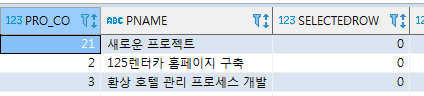 123 PRO_CO ABC PNAME 123 SELECTEDROW
21 새로운 프로젝트 0
2 125렌터카 홈페이지 구축 0
3 환상 호텔 관리 프로세스 개발 0